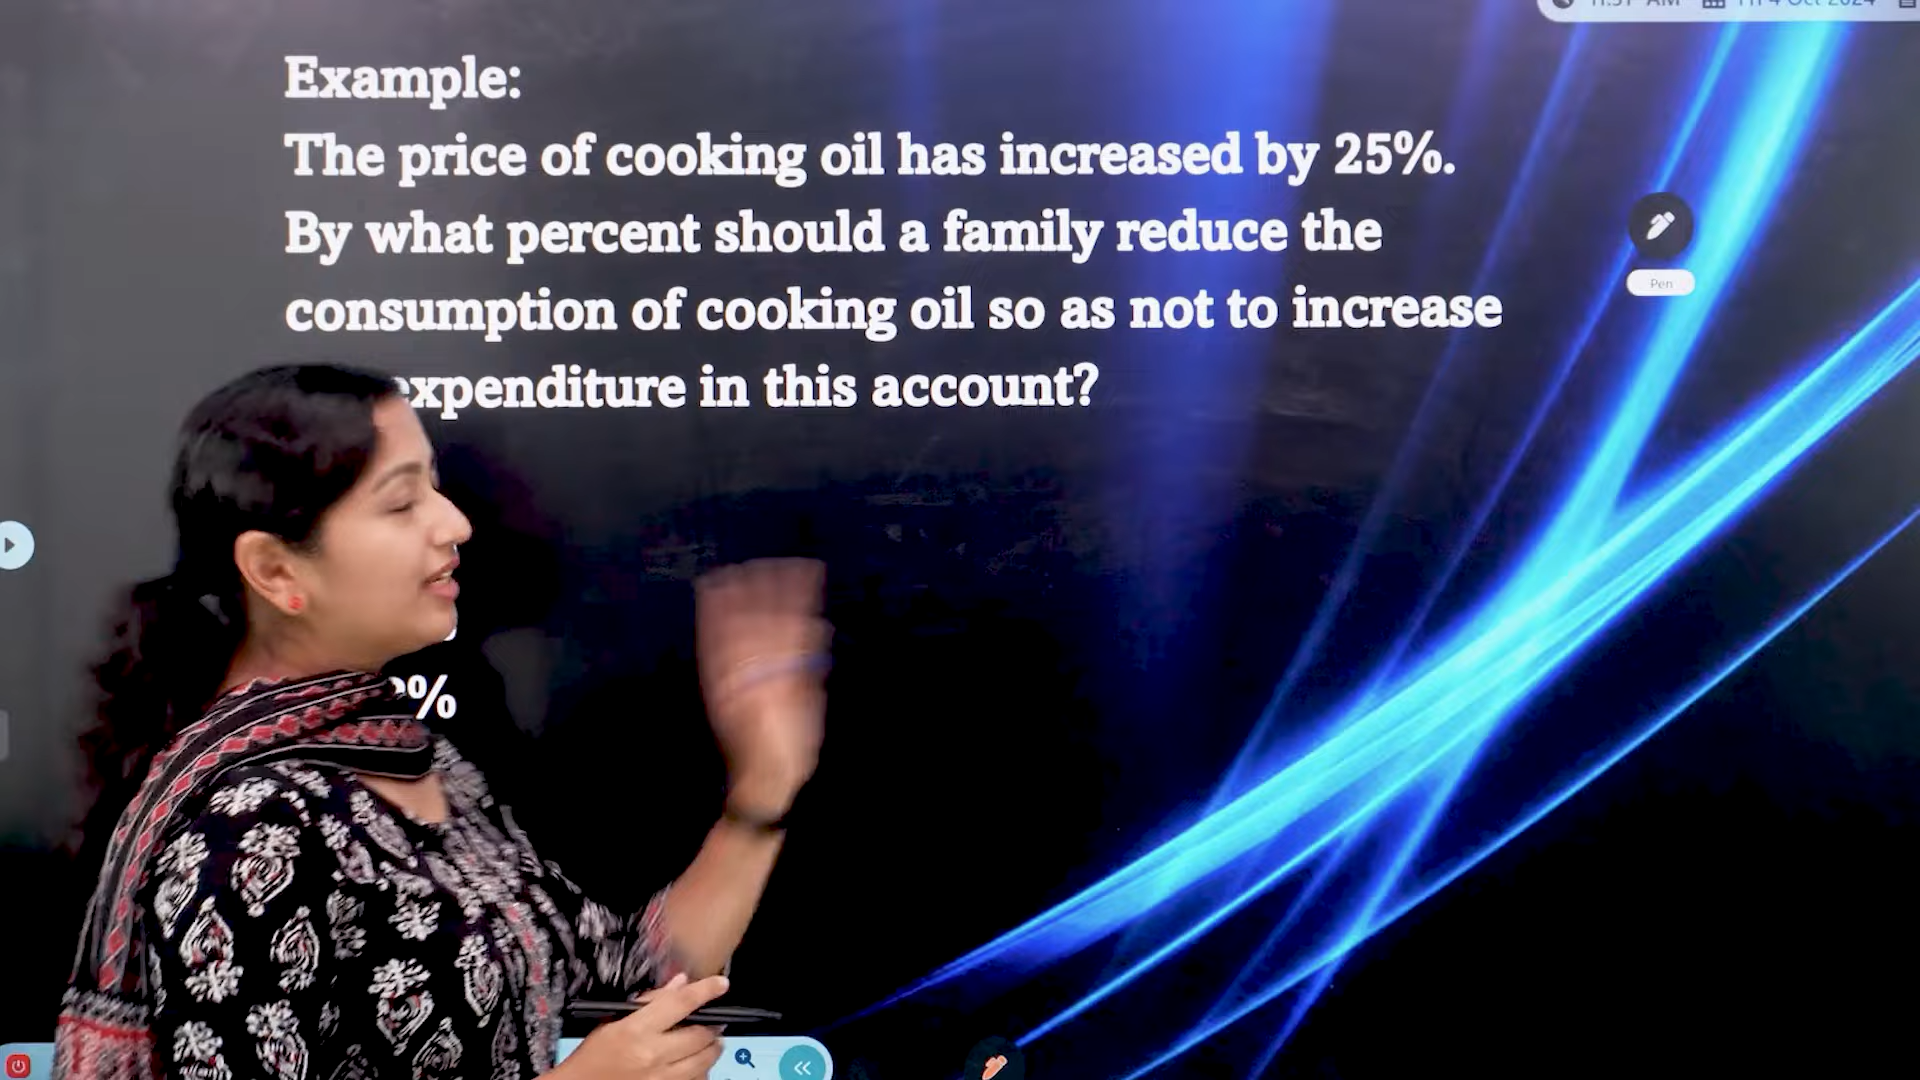 Example:
The price of cooking oil has increased by 25%.
By what percent should a family reduce the
consumption of cooking oil so as not to increase
expenditure in this account?
Pen